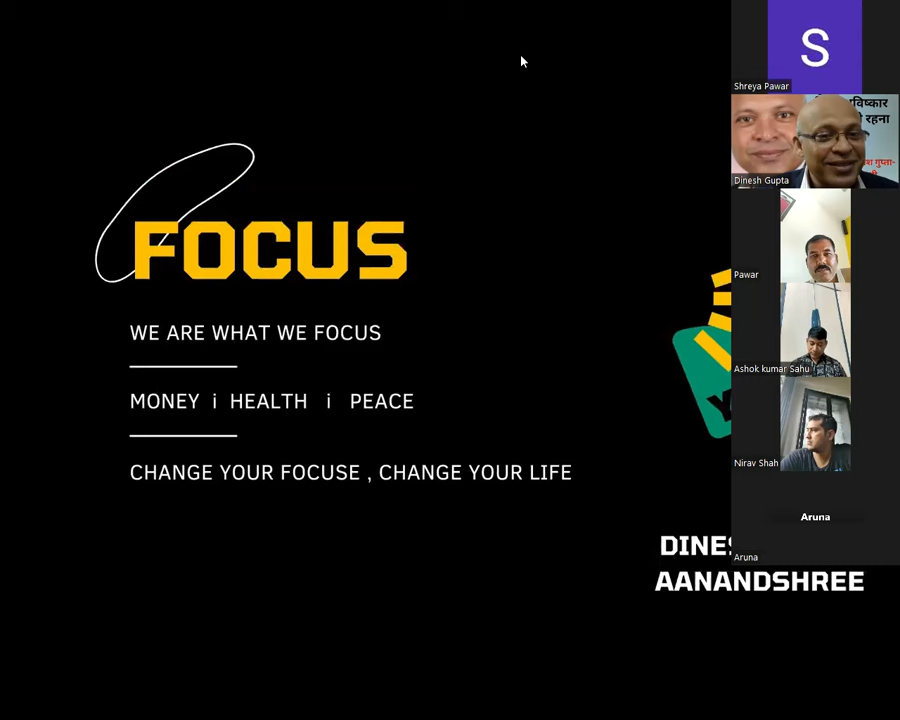 FOCUS
WE ARE WHAT WE FOCUS
MONEY i HEALTH i PEACE
CHANGE YOUR FOCUSE , CHANGE YOUR LIFE
AANANDSHREE
S
Shreya Pawar
रहना
गुप्ता-
Dinesh Gupta
Pawar
Ashok kumar Sahu
Nirav Shah
Aruna
Aruna